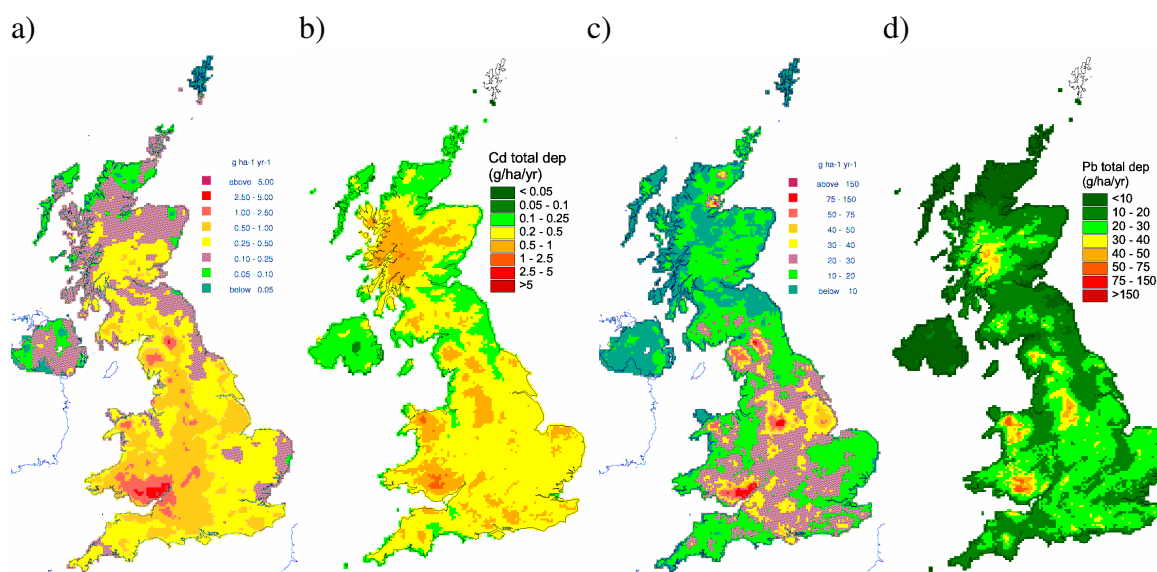 a)
b)
c)
d)
g ha-1 yr-1
above 5.00
2.50 - 5.00
1.00 - 2.50
0.50 - 1.00
0.25 - 0.50
0.10 - 0.25
0.05 - 0.10
below 0.05
Cd total dep
(g/ha/yr)
< 0.05
0.05 - 0.1
0.1 - 0.25
0.2 - 0.5
0.5 - 1
1 - 2.5
2.5 - 5
>5
g ha-1 yr-1
above 150
75 - 150
50 - 75
40 - 50
30 - 40
20 - 30
10 - 20
below 10
Pb total dep
(g/ha/yr)
<10
10 - 20
20 - 30
30 - 40
40 - 50
50 - 75
75 - 150
>150